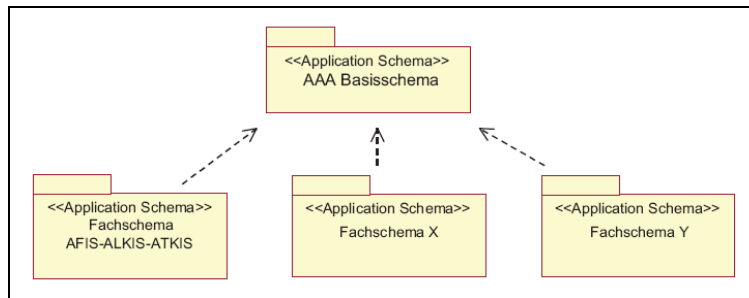 <<Application Schema>>
AAA Basisschema
<<Application Schema>>
Fachschema
AFIS-ALKIS-ATKIS
<<Application Schema>>
Fachschema X
<<Application Schema>>
Fachschema Y